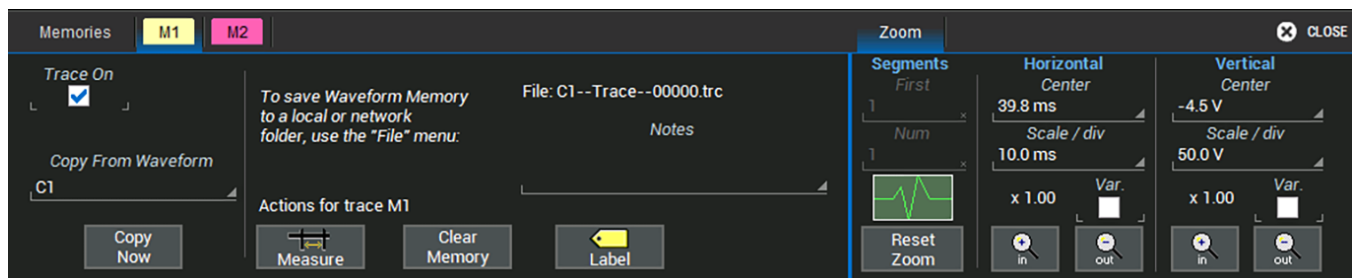 Memories
M1
M2
Zoom
CLOSE
Trace On
Copy From Waveform
C1
Copy
Now
To save Waveform Memory
to a local or network
folder, use the "File" menu:
Actions for trace M1
Measure
Clear
Memory
File: C1--Trace--00000.trc
Notes
Label
Segments
First
1
Num
1
Reset
Zoom
Horizontal
Center
39.8 ms
Scale / div
10.0 ms
x 1.00
Var.
in
out
Vertical
Center
-4.5 V
Scale / div
50.0 V
x 1.00
Var.
in
out